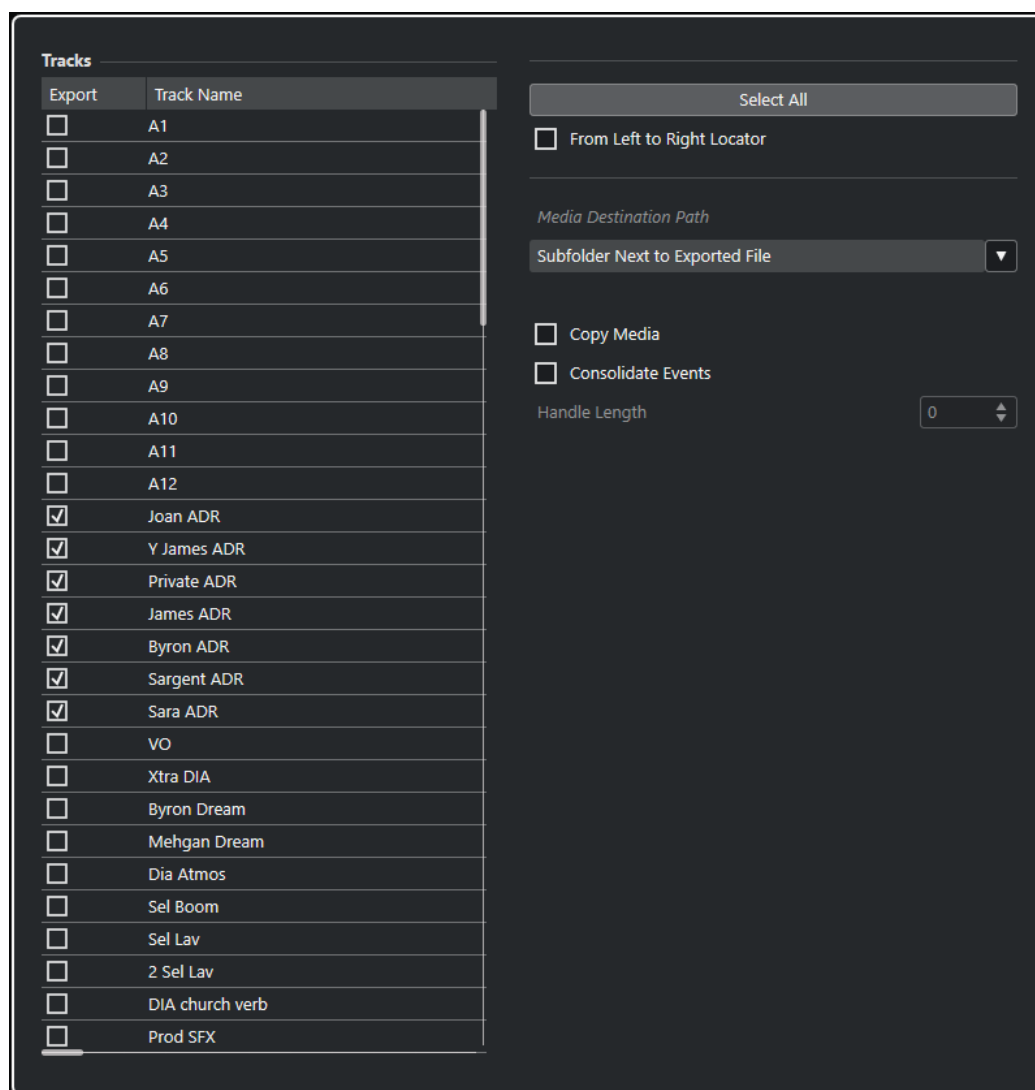 Tracks
Export Track Name
A1
A2
A3
A4
A5
A6
A7
A8
A9
A10
A11
A12
Joan ADR
Y James ADR
Private ADR
James ADR
Byron ADR
Sargent ADR
Sara ADR
VO
Xtra DIA
Byron Dream
Mehgan Dream
Dia Atmos
Sel Boom
Sel Lav
2 Sel Lav
DIA church verb
Prod SFX
Select All
From Left to Right Locator
Media Destination Path
Subfolder Next to Exported File
Copy Media
Consolidate Events
Handle Length 0